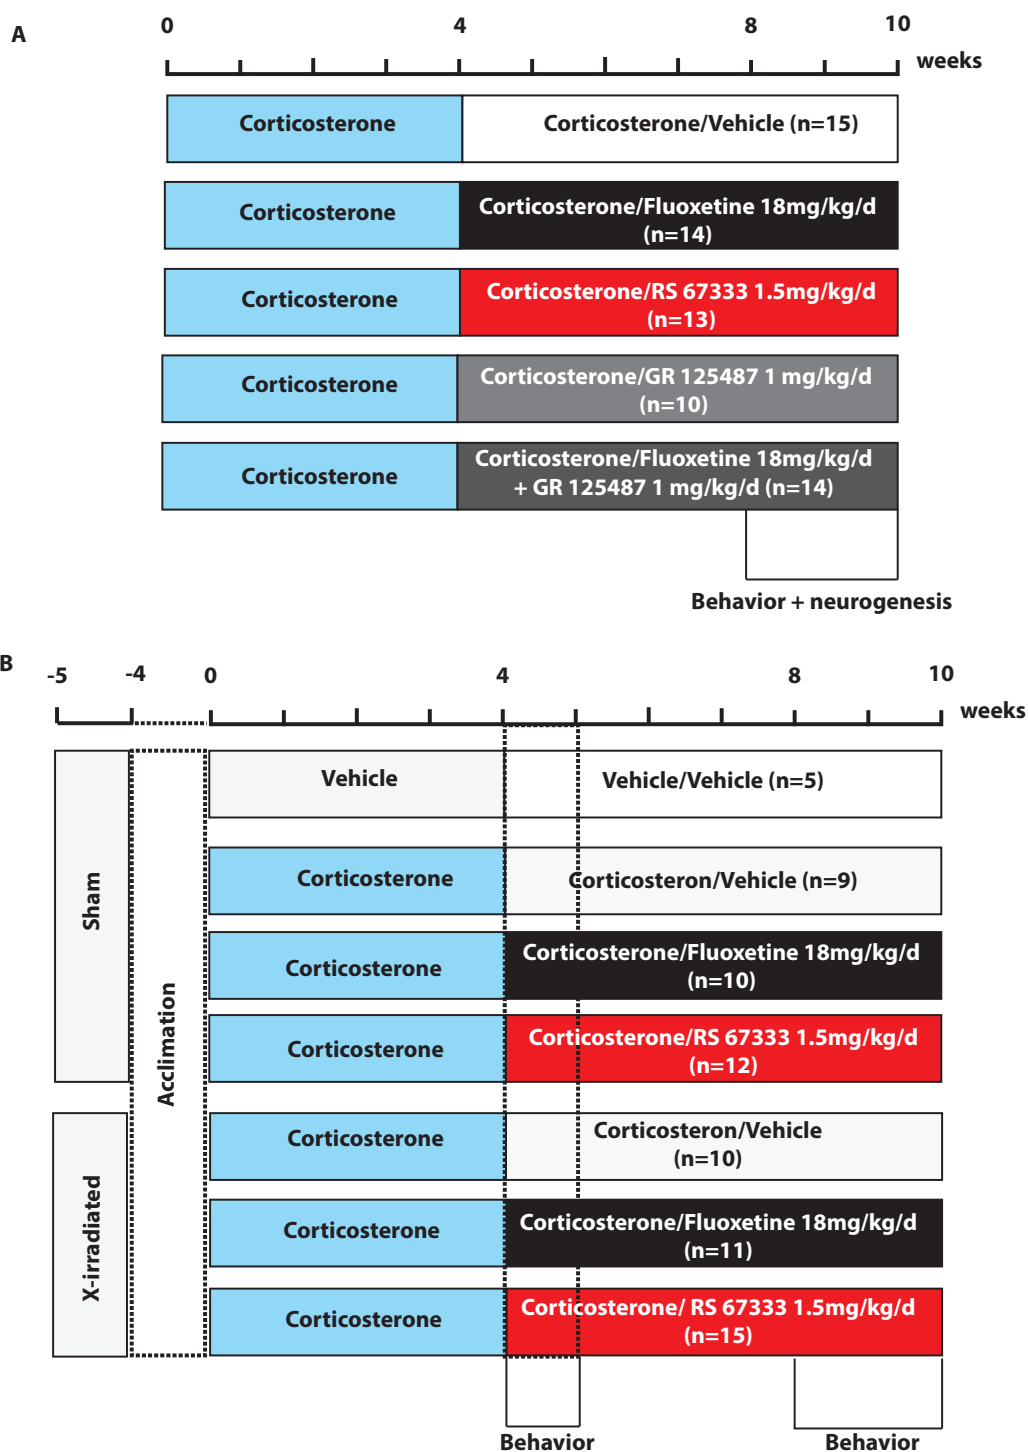 A
0 4 8 10
weeks
Corticosterone Corticosterone/Vehicle (n=15)
Corticosterone Corticosterone/Fluoxetine 18mg/kg/d
(n=14)
Corticosterone Corticosterone/RS 67333 1.5mg/kg/d
(n=13)
Corticosterone Corticosterone/GR 125487 1 mg/kg/d
(n=10)
Corticosterone Corticosterone/Fluoxetine 18mg/kg/d
+ GR 125487 1 mg/kg/d (n=14)
Behavior + neurogenesis
B
-5 -4 0 4 8 10
weeks
Sham
X-irradiated
Acclimation
Vehicle Vehicle/Vehicle (n=5)
Corticosterone Corticosteron/Vehicle (n=9)
Corticosterone Corticosterone/Fluoxetine 18mg/kg/d
(n=10)
Corticosterone Corticosterone/RS 67333 1.5mg/kg/d
(n=12)
Corticosterone Corticosteron/Vehicle
(n=10)
Corticosterone Corticosterone/Fluoxetine 18mg/kg/d
(n=11)
Corticosterone Corticosterone/ RS 67333 1.5mg/kg/d
(n=15)
Behavior Behavior